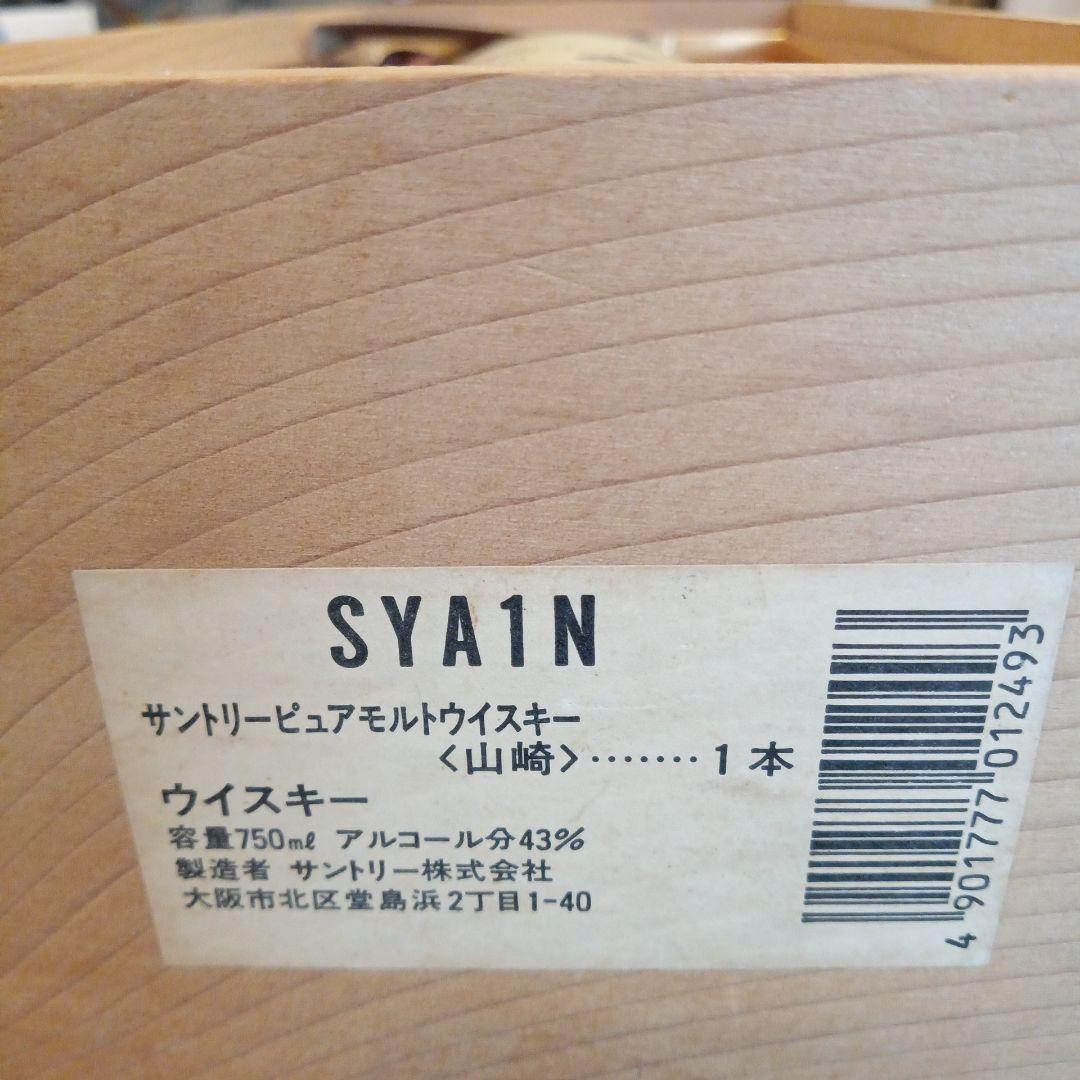 SYA1N
サントリーピュアモルトウイスキー
〈山崎〉‥‥‥‥1本
ウイスキー
容量750mℓ アルコール分43%
製造者 サントリー株式会社
大阪市北区堂島浜2丁目1-40
4 901777 012493